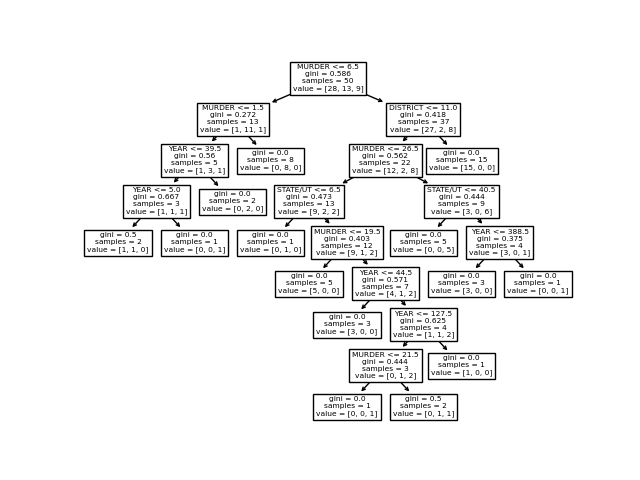 MURDER <= 6.5
gini = 0.586
samples = 50
value = [28, 13, 9]
MURDER <= 1.5
gini = 0.272
samples = 13
value = [1, 11, 1]
DISTRICT <= 11.0
gini = 0.418
samples = 37
value = [27, 2, 8]
YEAR <= 39.5
gini = 0.56
samples = 5
value = [1, 3, 1]
gini = 0.0
samples = 8
value = [0, 8, 0]
MURDER <= 26.5
gini = 0.562
samples = 22
value = [12, 2, 8]
gini = 0.0
samples = 15
value = [15, 0, 0]
YEAR <= 5.0
gini = 0.667
samples = 3
value = [1, 1, 1]
gini = 0.0
samples = 2
value = [0, 2, 0]
STATE/UT <= 6.5
gini = 0.473
samples = 13
value = [9, 2, 2]
STATE/UT <= 40.5
gini = 0.444
samples = 9
value = [3, 0, 6]
gini = 0.5
samples = 2
value = [1, 1, 0]
gini = 0.0
samples = 1
value = [0, 0, 1]
gini = 0.0
samples = 1
value = [0, 1, 0]
MURDER <= 19.5
gini = 0.403
samples = 12
value = [9, 1, 2]
gini = 0.0
samples = 5
value = [0, 0, 5]
YEAR <= 388.5
gini = 0.375
samples = 4
value = [3, 0, 1]
gini = 0.0
samples = 5
value = [5, 0, 0]
YEAR <= 44.5
gini = 0.571
samples = 7
value = [4, 1, 2]
gini = 0.0
samples = 3
value = [3, 0, 0]
gini = 0.0
samples = 1
value = [0, 0, 1]
gini = 0.0
samples = 3
value = [3, 0, 0]
YEAR <= 127.5
gini = 0.625
samples = 4
value = [1, 1, 2]
MURDER <= 21.5
gini = 0.444
samples = 3
value = [0, 1, 2]
gini = 0.0
samples = 1
value = [1, 0, 0]
gini = 0.0
samples = 1
value = [0, 0, 1]
gini = 0.5
samples = 2
value = [0, 1, 1]